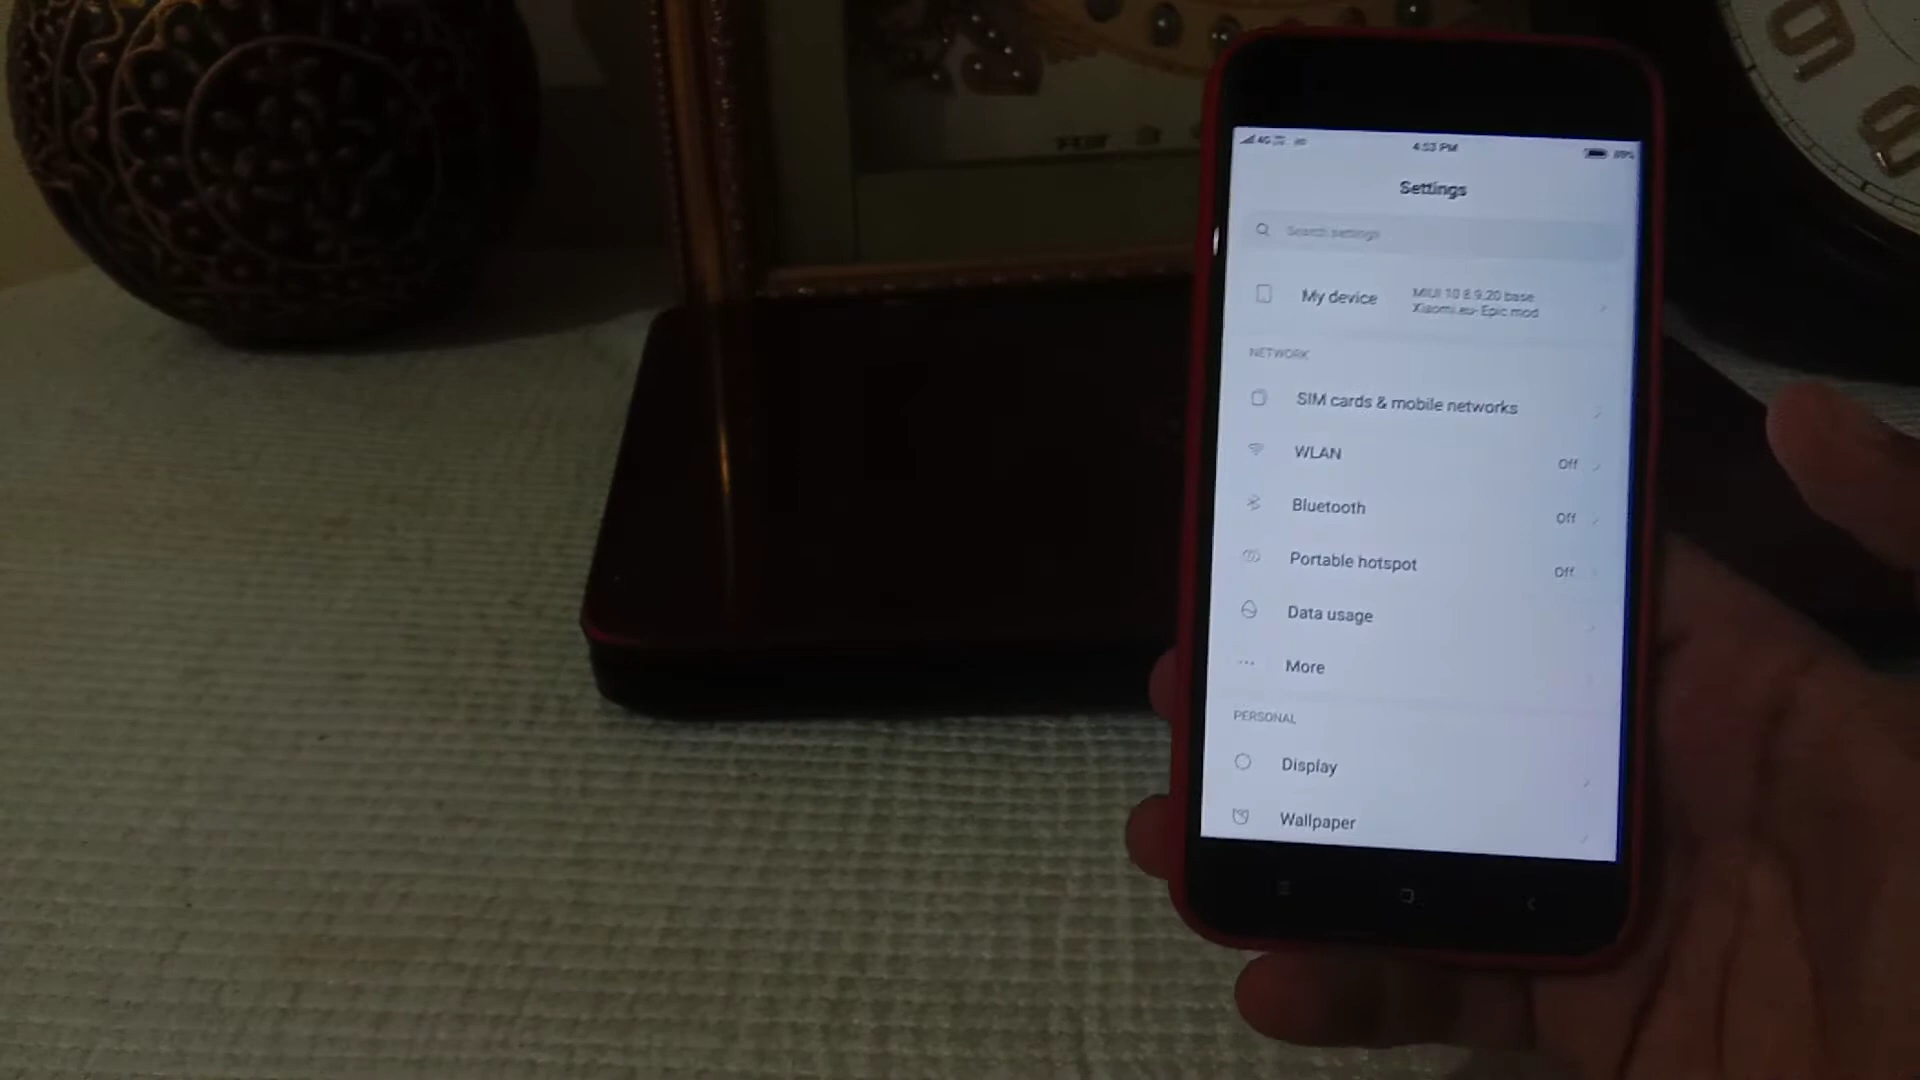 4G
4:53 PM
Settings
Search settings
My device
MIUI 10 8.9.20 base
Xiaomi.eu- Epic mod
NETWORK
SIM cards & mobile networks
WLAN Off
Bluetooth Off
Portable hotspot Off
Data usage
More
PERSONAL
Display
Wallpaper